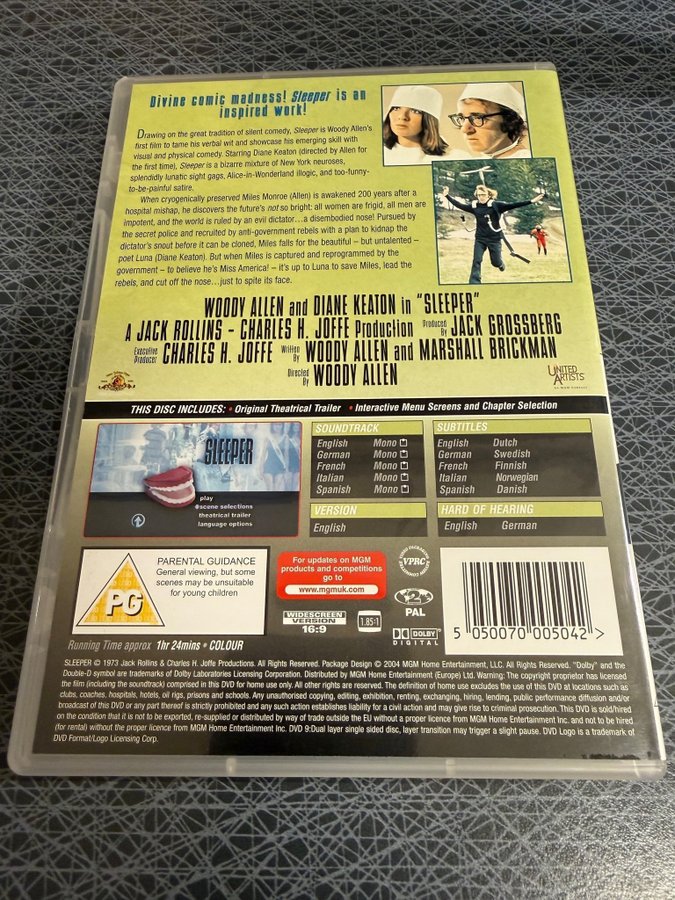 Divine comic madness! Sleeper is an
inspired work!
Drawing on the great tradition of silent comedy, Sleeper is Woody Allen's
first film to tame his verbal wit and showcase his emerging skill with
visual and physical comedy. Starring Diane Keaton (directed by Allen for
the first time), Sleeper is a bizarre mixture of New York neuroses,
splendidly lunatic sight gags, Alice-in-Wonderland illogic, and too-funny-
to-be-painful satire.
When cryogenically preserved Miles Monroe (Allen) is awakened 200 years after a
hospital mishap, he discovers the future's not so bright: all women are frigid, all men are
impotent, and the world is ruled by an evil dictator...a disembodied nose! Pursued by
the secret police and recruited by anti-government rebels with a plan to kidnap the
dictator's snout before it can be cloned, Miles falls for the beautiful – but untalented –
poet Luna (Diane Keaton). But when Miles is captured and reprogrammed by the
government – to believe he's Miss America! – it's up to Luna to save Miles, lead the
rebels, and cut off the nose...just to spite its face.
WOODY ALLEN and DIANE KEATON in "SLEEPER"
A JACK ROLLINS - CHARLES H. JOFFE Production Produced By JACK GROSSBERG
Executive Producer CHARLES H. JOFFE Written By WOODY ALLEN and MARSHALL BRICKMAN
Directed By WOODY ALLEN
UNITED
ARTISTS
THIS DISC INCLUDES: • Original Theatrical Trailer • Interactive Menu Screens and Chapter Selection
SLEEPER
play
scene selections
theatrical trailer
language options
SOUNDTRACK
English Mono
German Mono
French Mono
Italian Mono
Spanish Mono
VERSION
English
SUBTITLES
English Dutch
German Swedish
French Finnish
Italian Norwegian
Spanish Danish
HARD OF HEARING
English German
PG
PARENTAL GUIDANCE
General viewing, but some
scenes may be unsuitable
for young children
For updates on MGM
products and competitions
go to
www.mgmuk.com
WIDESCREEN
VERSION
16:9
1.85:1
VPRC
2
PAL
DOLBY
DIGITAL
5 050070 005042 >
Running Time approx 1hr 24mins • COLOUR
SLEEPER © 1973 Jack Rollins & Charles H. Joffe Productions. All Rights Reserved. Package Design © 2004 MGM Home Entertainment, LLC. All Rights Reserved. "Dolby" and the
Double-D symbol are trademarks of Dolby Laboratories Licensing Corporation. Distributed by MGM Home Entertainment (Europe) Ltd. Warning: The copyright proprietor has licensed
the film (including the soundtrack) comprised in this DVD for home use only. All other rights are reserved. The definition of home use excludes the use of this DVD at locations such as
clubs, coaches, hospitals, hotels, oil rigs, prisons and schools. Any unauthorised copying, editing, exhibition, renting, exchanging, hiring, lending, public performance diffusion and/or
broadcast of this DVD or any part thereof is strictly prohibited and any such action establishes liability for a civil action and may give rise to criminal prosecution. This DVD is sold/hired
on the condition that it is not to be exported, re-supplied or distributed by way of trade outside the EU without a proper licence from MGM Home Entertainment Inc. and not to be hired
(for rental) without the proper licence from MGM Home Entertainment Inc. DVD 9:Dual layer single sided disc, layer transition may trigger a slight pause. DVD Logo is a trademark of
DVD Format/Logo Licensing Corp.